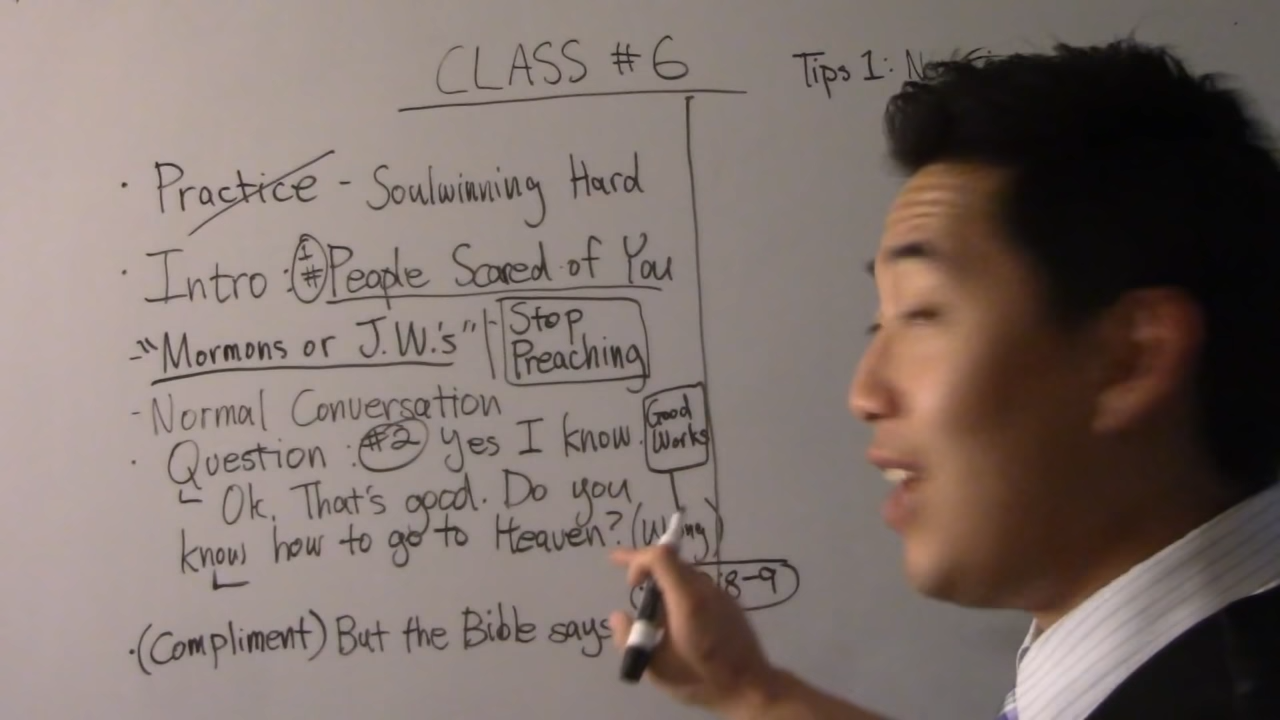 CLASS #6
Tips 1:
· Practice - Soulwinning Hard
· Intro : #1 People Scared of You
- "Mormons or J.W.'s" - Stop Preaching
- Normal Conversation
· Question : #2 Yes I know. Good Works
Ok. That's good. Do you
know how to go to Heaven?
8-9
· (Compliment) But the Bible says